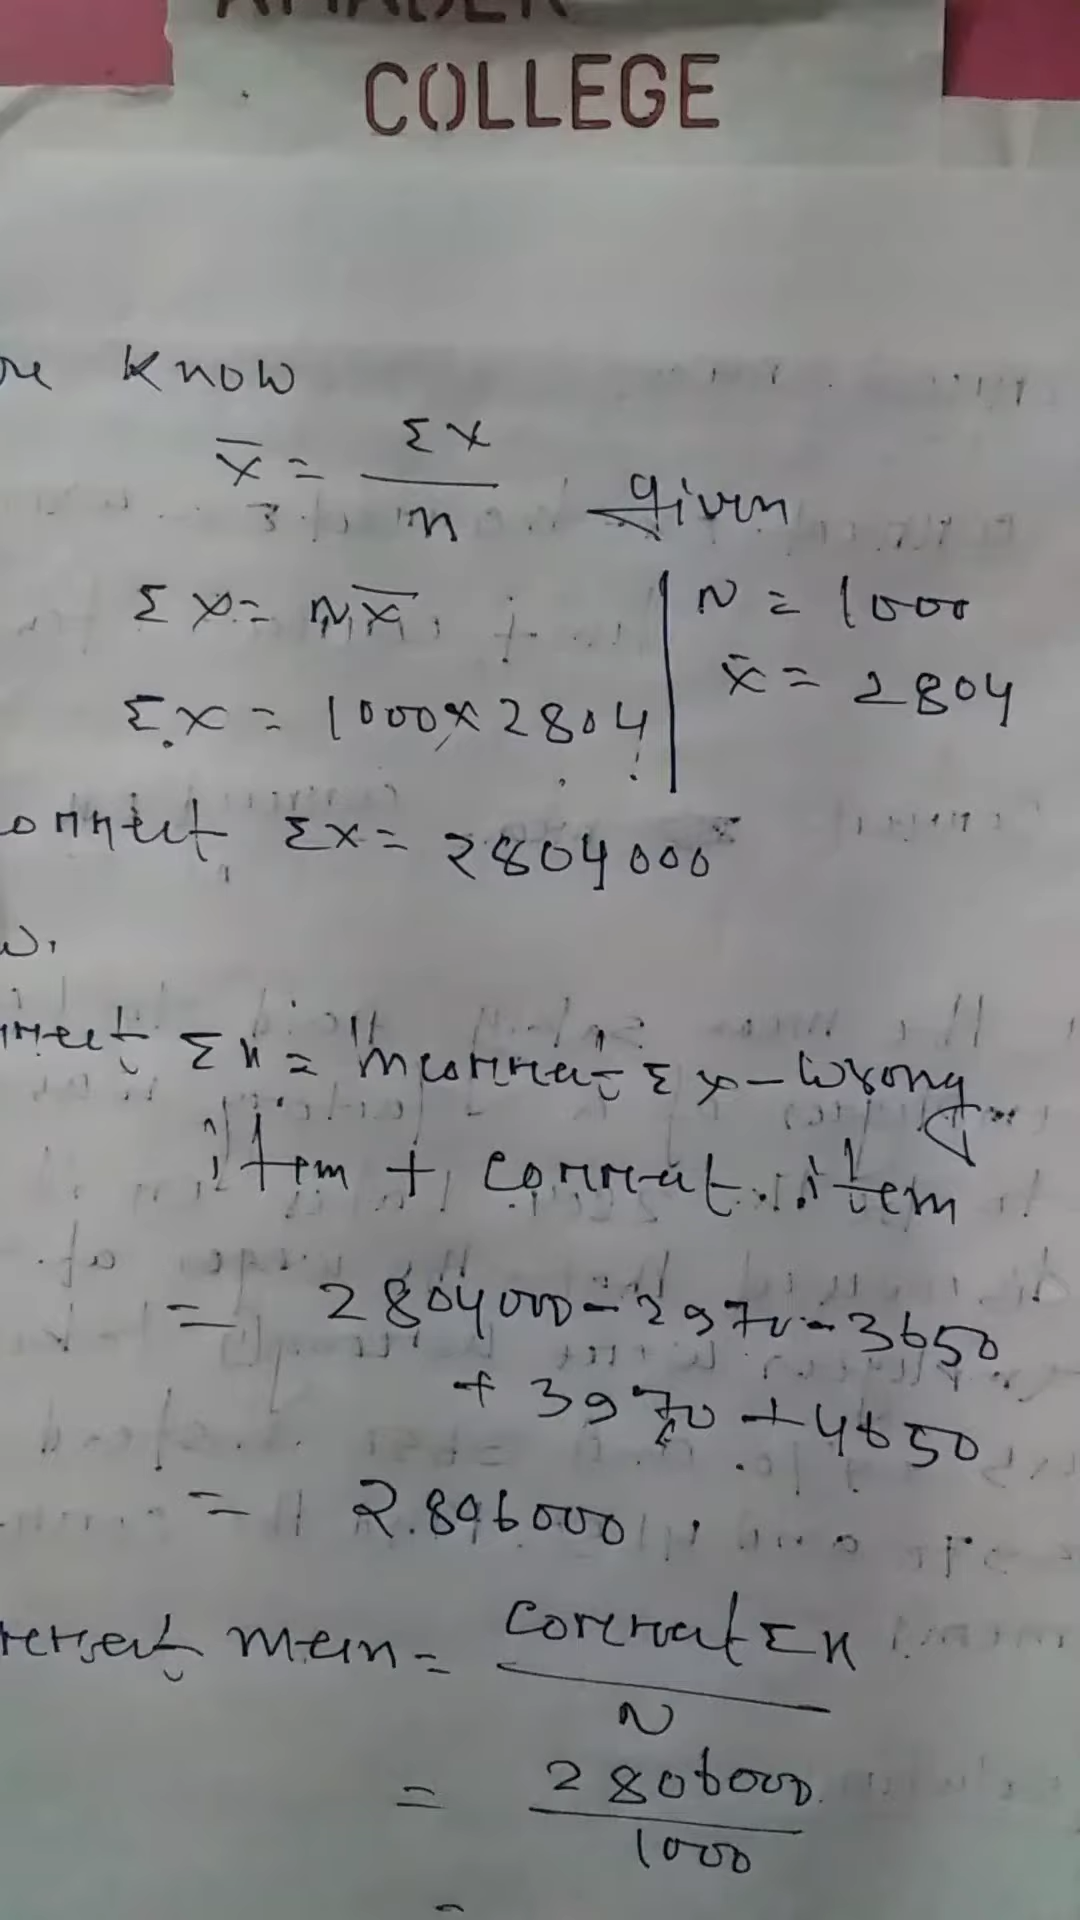 COLLEGE
Know
x̄ = Σx / n given
Σx = Nx̄ N = 1000
x̄ = 2804
Σx = 1000 × 2804
Σx = 2804000
Σx = incorrect Σx - wrong
item + correct item
= 2804000 - 2970 - 3650
+ 3970 + 4650
= 2806000
mean = correct Σx / N
= 2806000 / 1000
=